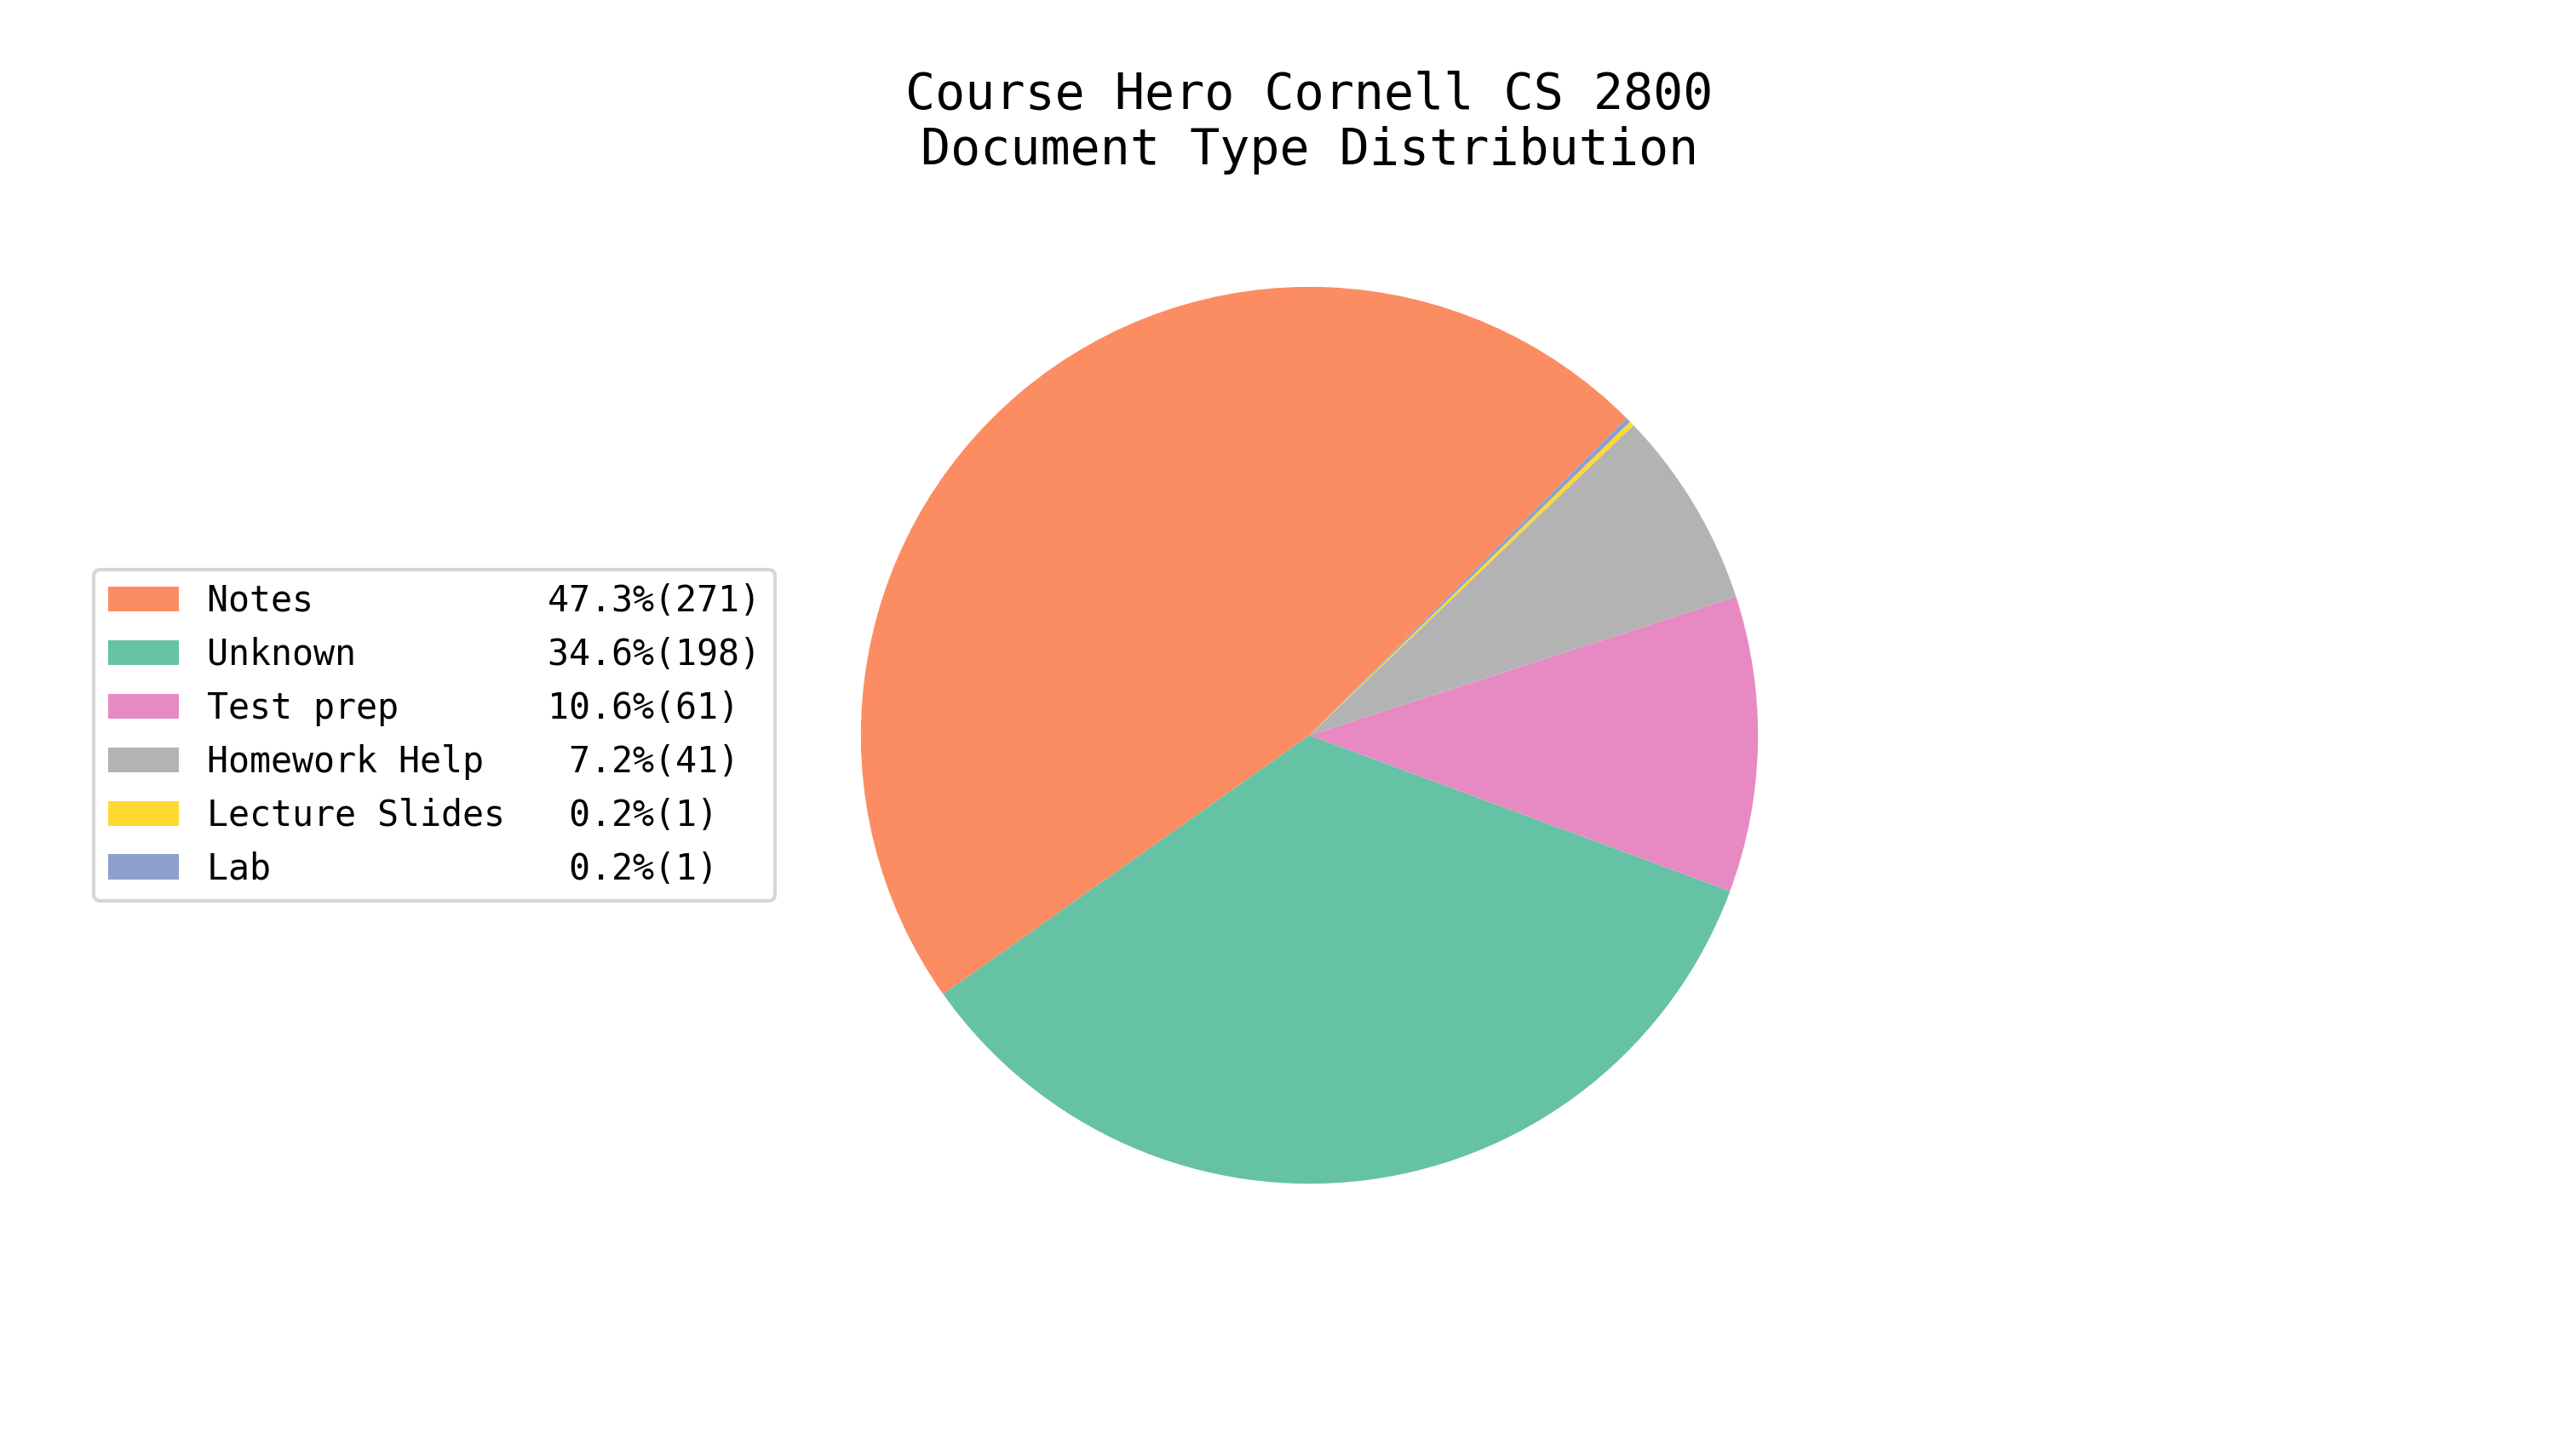 Course Hero Cornell CS 2800
Document Type Distribution
Notes 47.3%(271)
Unknown 34.6%(198)
Test prep 10.6%(61)
Homework Help 7.2%(41)
Lecture Slides 0.2%(1)
Lab 0.2%(1)